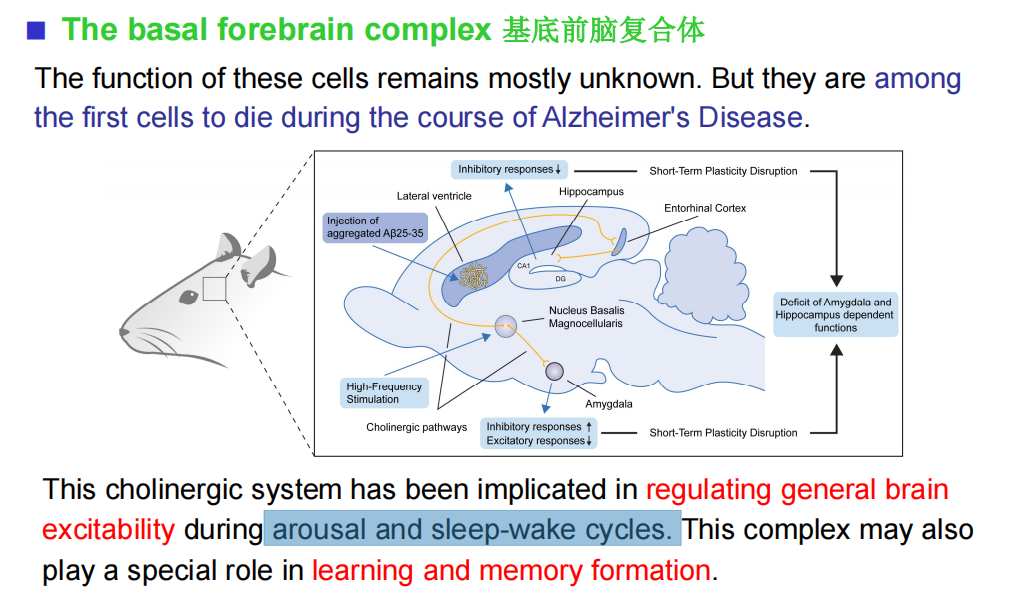 The basal forebrain complex 基底前脑复合体
The function of these cells remains mostly unknown. But they are among
the first cells to die during the course of Alzheimer's Disease.
Inhibitory responses↓
Short-Term Plasticity Disruption
Lateral ventricle
Hippocampus
Entorhinal Cortex
Injection of
aggregated Aβ25-35
CA1
DG
Nucleus Basalis
Magnocellularis
Deficit of Amygdala and
Hippocampus dependent
functions
High-Frequency
Stimulation
Amygdala
Cholinergic pathways
Inhibitory responses ↑
Excitatory responses↓
Short-Term Plasticity Disruption
This cholinergic system has been implicated in regulating general brain
excitability during arousal and sleep-wake cycles. This complex may also
play a special role in learning and memory formation.